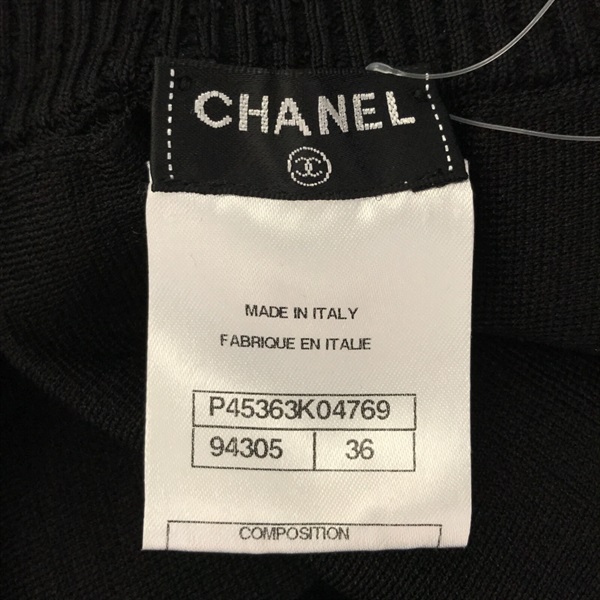 CHANEL
MADE IN ITALY
FABRIQUE EN ITALIE
P45363K04769
94305 36
COMPOSITION